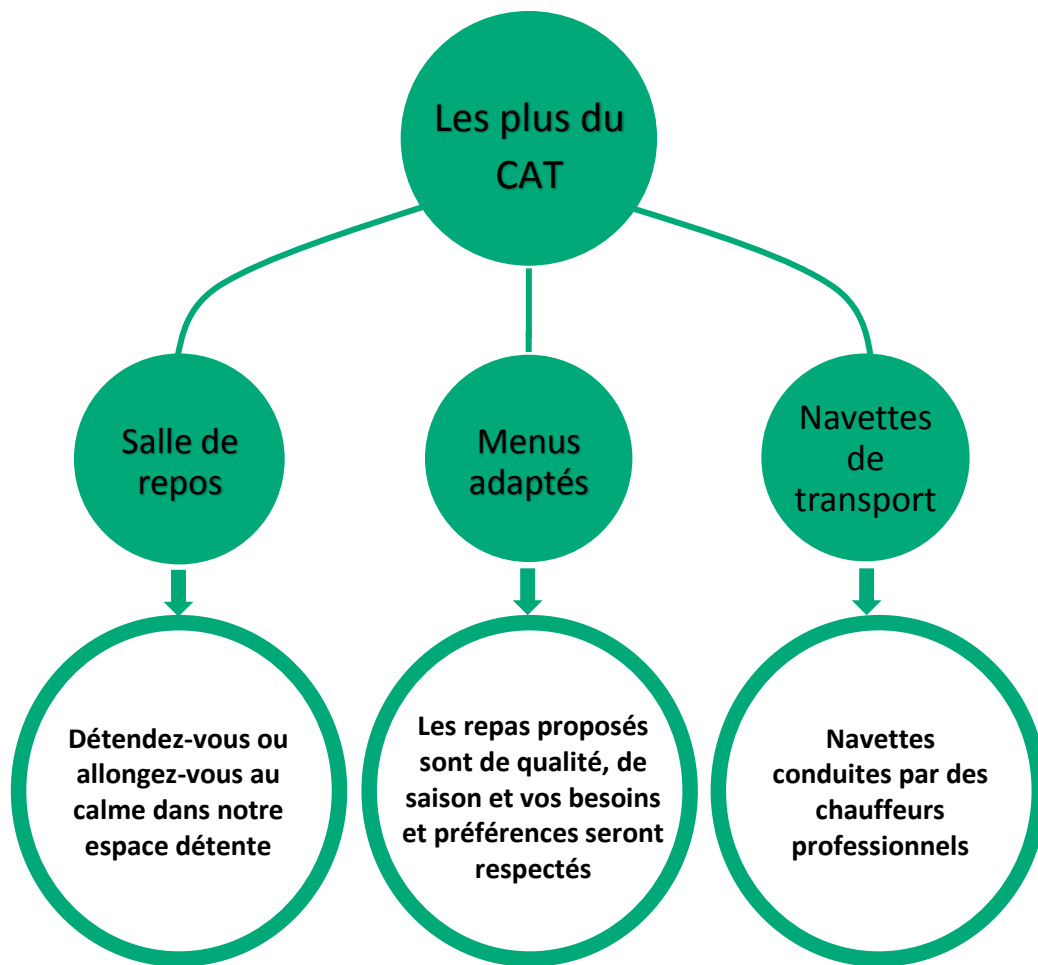 Les plus du
CAT
Salle de
repos
Menus
adaptés
Navettes
de
transport
Détendez-vous ou
allongez-vous au
calme dans notre
espace détente
Les repas proposés
sont de qualité, de
saison et vos besoins
et préférences seront
respectés
Navettes
conduites par des
chauffeurs
professionnels